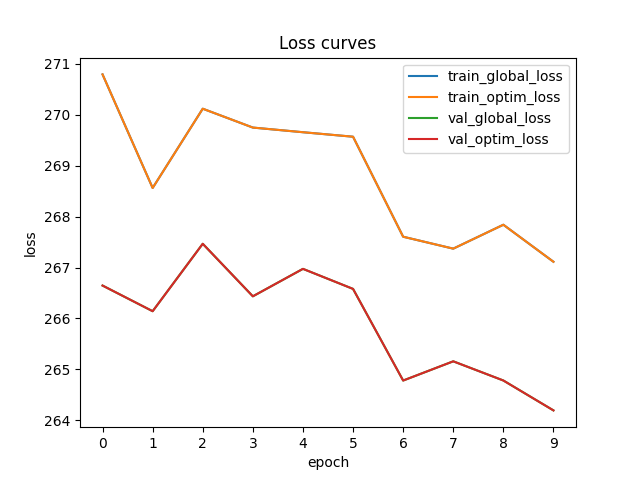 Loss curves
271
270
269
268
267
266
265
264
loss
train_global_loss
train_optim_loss
val_global_loss
val_optim_loss
0 1 2 3 4 5 6 7 8 9
epoch